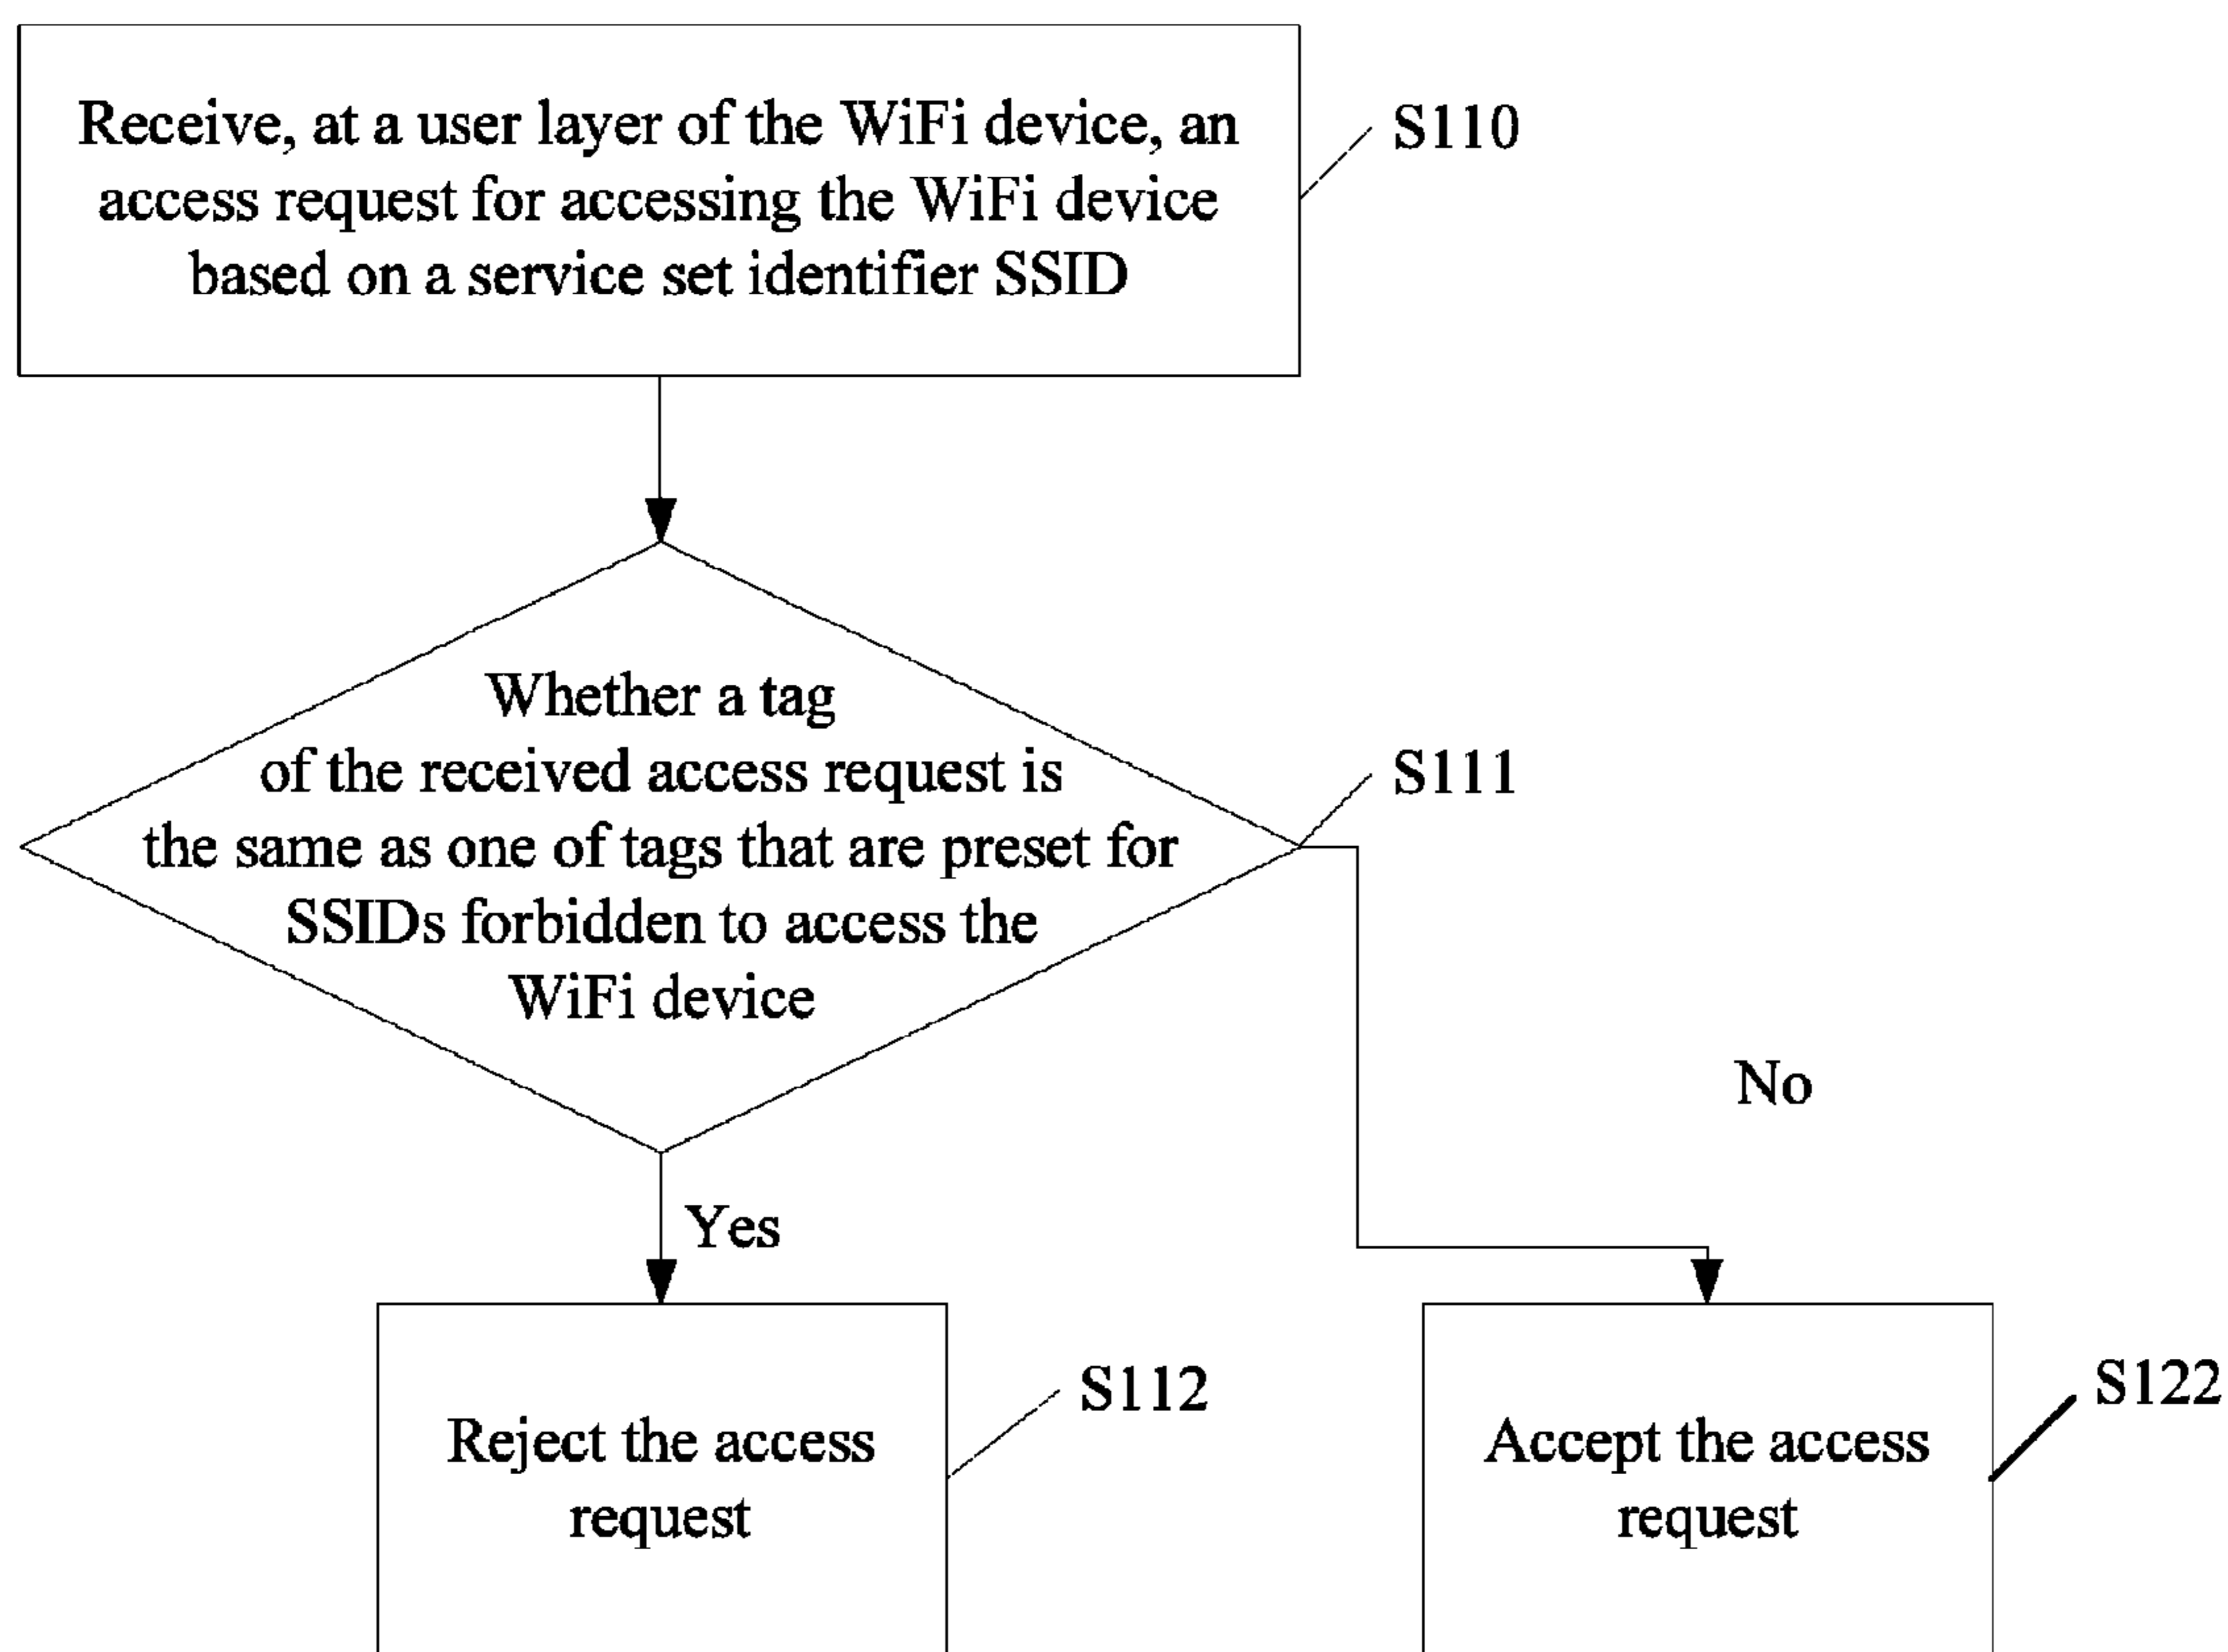 Receive, at a user layer of the WiFi device, an
access request for accessing the WiFi device
based on a service set identifier SSID
S110
Whether a tag
of the received access request is
the same as one of tags that are preset for
SSIDs forbidden to access the
WiFi device
S111
No
Yes
Reject the access
request
S112
Accept the access
request
S122